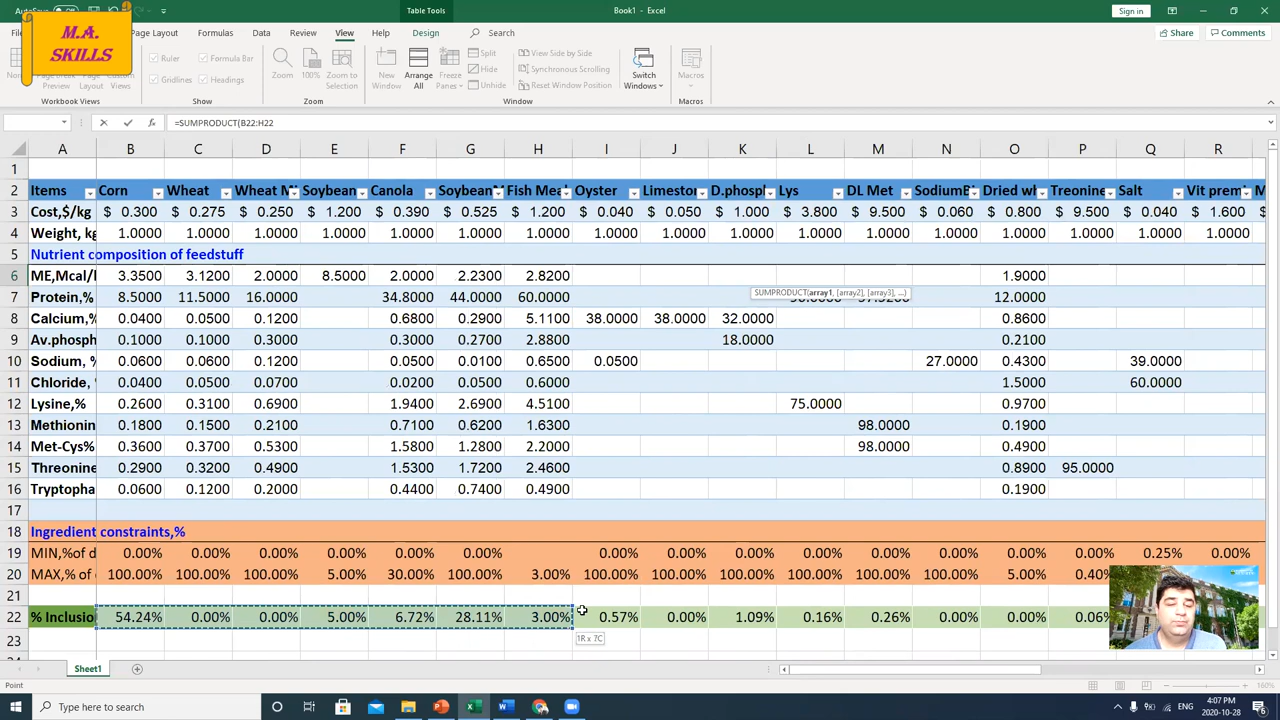 AutoSave
Table Tools
Book1 - Excel
Sign in
M.A.
SKILLS
Page Layout
Formulas
Data
Review
View
Help
Design
Search
Share
Comments
Ruler
Formula Bar
Gridlines
Headings
Page Break Preview
Page Layout
Custom Views
Workbook Views
Show
Zoom
100%
Zoom to Selection
Zoom
New Window
Arrange All
Freeze Panes
Split
Hide
Unhide
View Side by Side
Synchronous Scrolling
Reset Window Position
Switch Windows
Window
Macros
Macros
=SUMPRODUCT(B22:H22
A B C D E F G H I J K L M N O P Q R
1
2 Items Corn Wheat Wheat M Soybean Canola Soybean Fish Mea Oyster Limeston D.phosp Lys DL Met SodiumB Dried wh Treonine Salt Vit prem M
3 Cost,$/kg $ 0.300 $ 0.275 $ 0.250 $ 1.200 $ 0.390 $ 0.525 $ 1.200 $ 0.040 $ 0.050 $ 1.000 $ 3.800 $ 9.500 $ 0.060 $ 0.800 $ 9.500 $ 0.040 $ 1.600 $
4 Weight, kg 1.0000 1.0000 1.0000 1.0000 1.0000 1.0000 1.0000 1.0000 1.0000 1.0000 1.0000 1.0000 1.0000 1.0000 1.0000 1.0000 1.0000
5 Nutrient composition of feedstuff
6 ME,Mcal/ 3.3500 3.1200 2.0000 8.5000 2.0000 2.2300 2.8200 1.9000
SUMPRODUCT(array1, [array2], [array3], ...)
7 Protein,% 8.5000 11.5000 16.0000 34.8000 44.0000 60.0000 12.0000
8 Calcium,% 0.0400 0.0500 0.1200 0.6800 0.2900 5.1100 38.0000 38.0000 32.0000 0.8600
9 Av.phosph 0.1000 0.1000 0.3000 0.3000 0.2700 2.8800 18.0000 0.2100
10 Sodium, % 0.0600 0.0600 0.1200 0.0500 0.0100 0.6500 0.0500 27.0000 0.4300 39.0000
11 Chloride, 0.0400 0.0500 0.0700 0.0200 0.0500 0.6000 1.5000 60.0000
12 Lysine,% 0.2600 0.3100 0.6900 1.9400 2.6900 4.5100 75.0000 0.9700
13 Methionin 0.1800 0.1500 0.2100 0.7100 0.6200 1.6300 98.0000 0.1900
14 Met-Cys% 0.3600 0.3700 0.5300 1.5800 1.2800 2.2000 98.0000 0.4900
15 Threonine 0.2900 0.3200 0.4900 1.5300 1.7200 2.4600 0.8900 95.0000
16 Tryptopha 0.0600 0.1200 0.2000 0.4400 0.7400 0.4900 0.1900
17
18 Ingredient constraints,%
19 MIN,%of d 0.00% 0.00% 0.00% 0.00% 0.00% 0.00% 0.00% 0.00% 0.00% 0.00% 0.00% 0.00% 0.00% 0.00% 0.25% 0.00%
20 MAX,% of 100.00% 100.00% 100.00% 5.00% 30.00% 100.00% 3.00% 100.00% 100.00% 100.00% 100.00% 100.00% 100.00% 5.00% 0.40%
21
22 % Inclusio 54.24% 0.00% 0.00% 5.00% 6.72% 28.11% 3.00% 0.57% 0.00% 1.09% 0.16% 0.26% 0.00% 0.00% 0.06%
23
1R x 7C
Sheet1
Point
160%
Type here to search
ENG
4:07 PM
2020-10-28